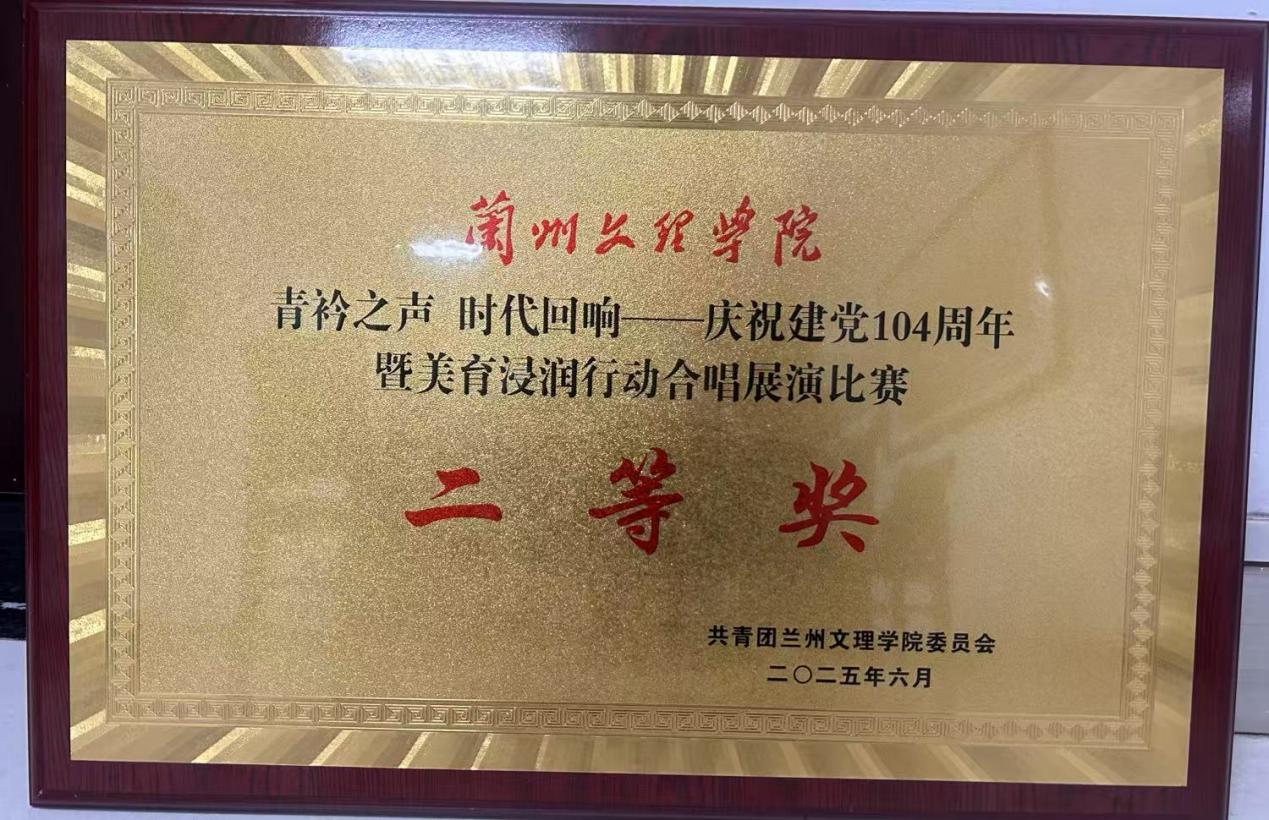 蘭州文理学院
青衿之声 时代回响——庆祝建党104周年
暨美育浸润行动合唱展演比赛
二等奖
共青团兰州文理学院委员会
二〇二五年六月